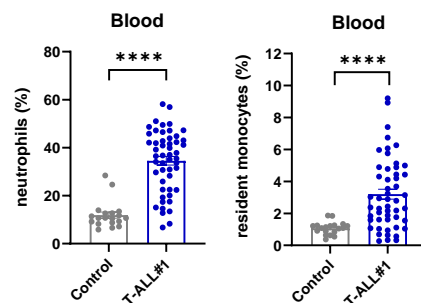 Blood
****
neutrophils (%)
80
60
40
20
0
Control
T-ALL#1
Blood
****
resident monocytes (%)
12
10
8
6
4
2
0
Control
T-ALL#1